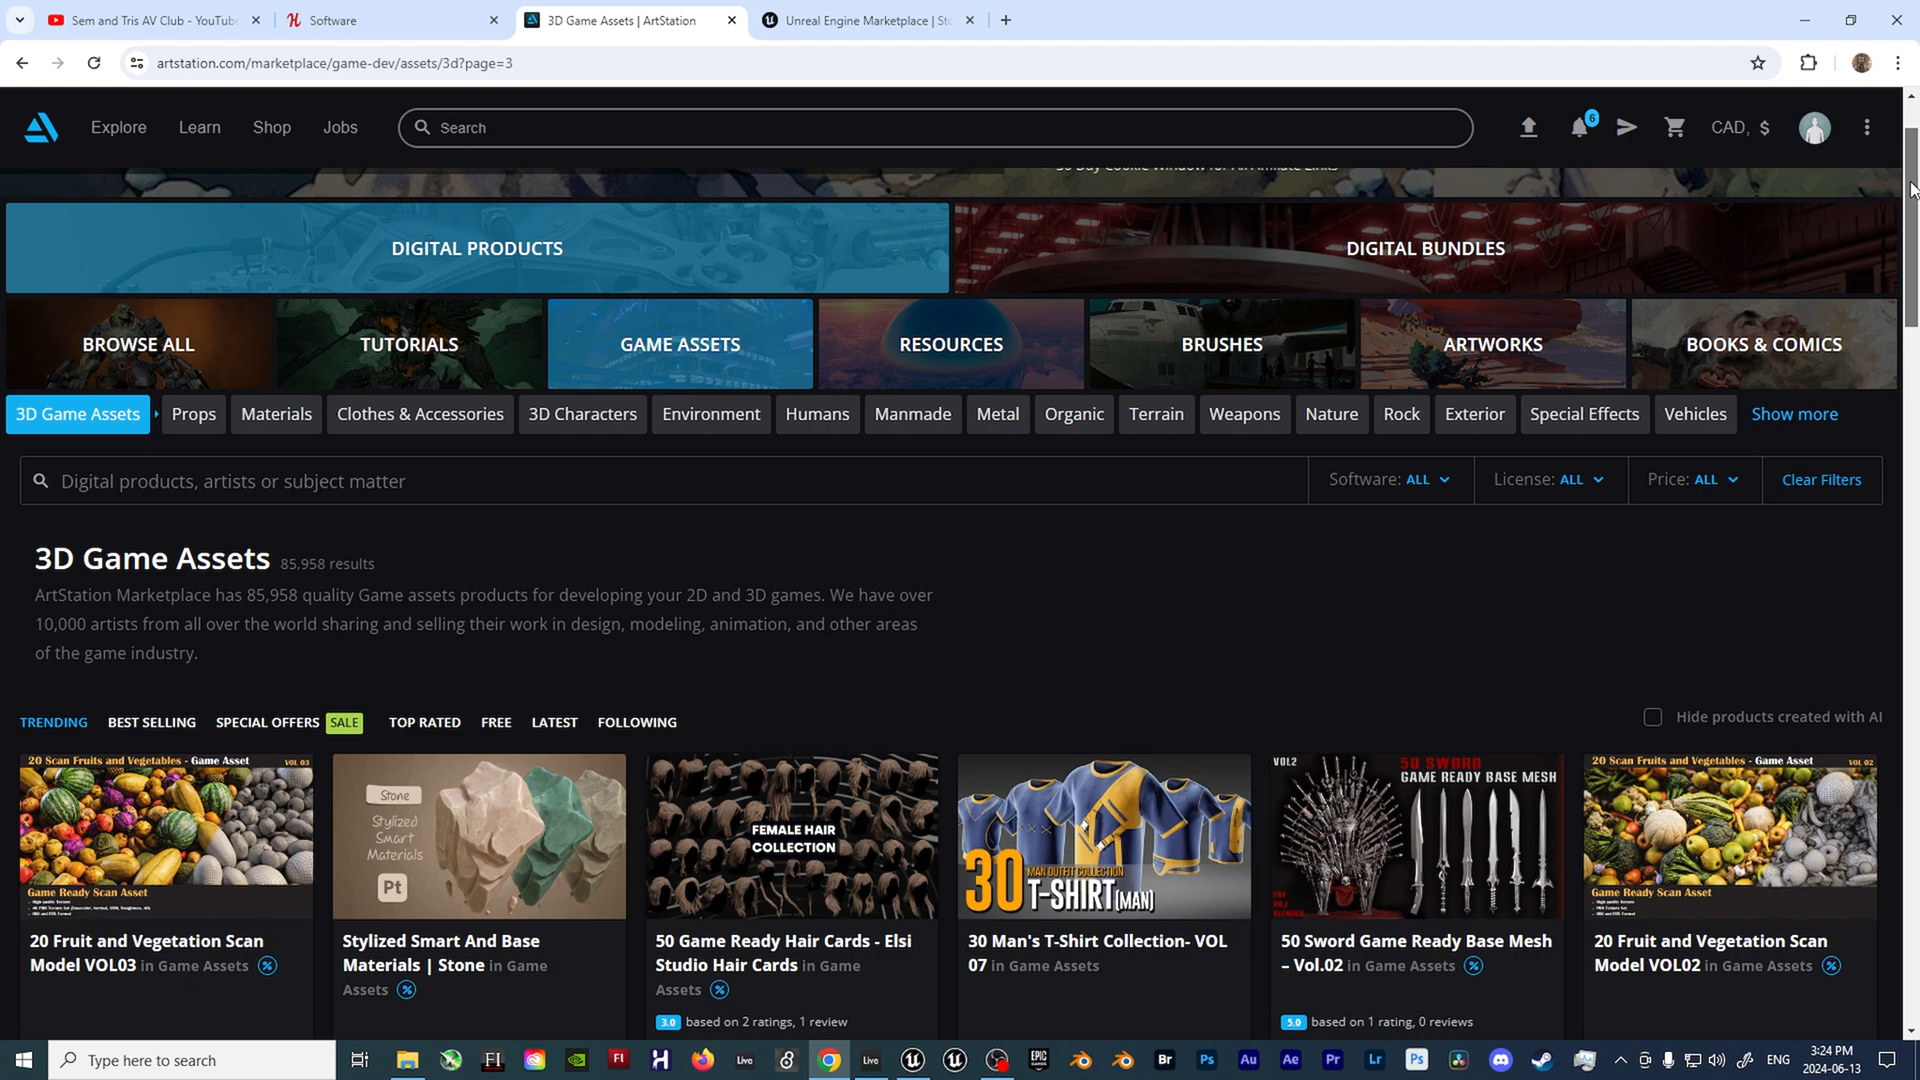 Sem and Tris AV Club - YouTube
Software
3D Game Assets | ArtStation
Unreal Engine Marketplace | Sto
artstation.com/marketplace/game-dev/assets/3d?page=3
Explore
Learn
Shop
Jobs
Search
6
CAD, $
30 Day Cookie Window for All Affiliate Links
DIGITAL PRODUCTS
DIGITAL BUNDLES
BROWSE ALL
TUTORIALS
GAME ASSETS
RESOURCES
BRUSHES
ARTWORKS
BOOKS & COMICS
3D Game Assets
Props
Materials
Clothes & Accessories
3D Characters
Environment
Humans
Manmade
Metal
Organic
Terrain
Weapons
Nature
Rock
Exterior
Special Effects
Vehicles
Show more
Digital products, artists or subject matter
Software: ALL
License: ALL
Price: ALL
Clear Filters
3D Game Assets 85,958 results
ArtStation Marketplace has 85,958 quality Game assets products for developing your 2D and 3D games. We have over
10,000 artists from all over the world sharing and selling their work in design, modeling, animation, and other areas
of the game industry.
TRENDING
BEST SELLING
SPECIAL OFFERS SALE
TOP RATED
FREE
LATEST
FOLLOWING
Hide products created with AI
20 Scan Fruits and Vegetables - Game Asset VOL 03
Game Ready Scan Asset
20 Fruit and Vegetation Scan
Model VOL03 in Game Assets
Stone
Stylized
Smart
Materials
Pt
Stylized Smart And Base
Materials | Stone in Game
Assets
FEMALE HAIR
COLLECTION
50 Game Ready Hair Cards - Elsi
Studio Hair Cards in Game
Assets
3.0 based on 2 ratings, 1 review
30 MAN OUTFIT COLLECTION
T-SHIRT (MAN)
30 Man's T-Shirt Collection- VOL
07 in Game Assets
VOL2
50 SWORD
GAME READY BASE MESH
50 Sword Game Ready Base Mesh
– Vol.02 in Game Assets
5.0 based on 1 rating, 0 reviews
20 Scan Fruits and Vegetables - Game Asset VOL 02
Game Ready Scan Asset
20 Fruit and Vegetation Scan
Model VOL02 in Game Assets
Type here to search
FI
Fl
Live
Live
EPIC
GAMES
Br
Ps
Au
Ae
Pr
Lr
Ps
ENG
3:24 PM
2024-06-13